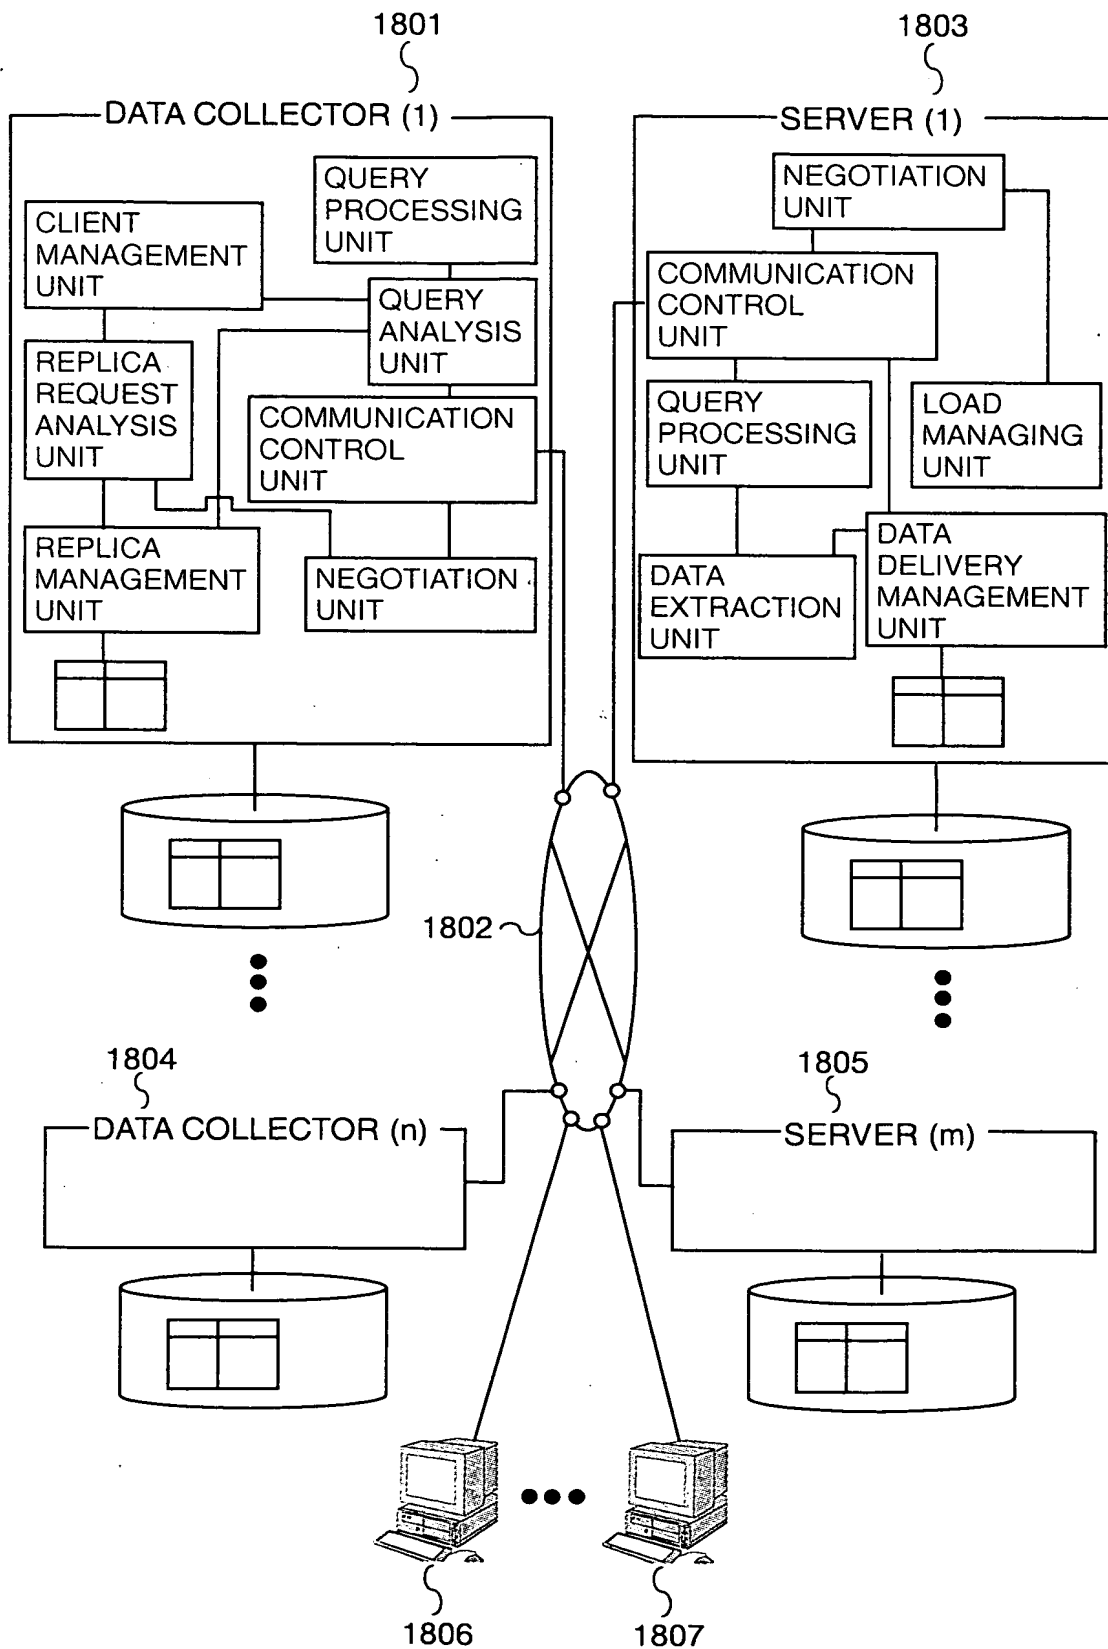 1801
DATA COLLECTOR (1)
QUERY
PROCESSING
UNIT
CLIENT
MANAGEMENT
UNIT
QUERY
ANALYSIS
UNIT
REPLICA
REQUEST
ANALYSIS
UNIT
COMMUNICATION
CONTROL
UNIT
REPLICA
MANAGEMENT
UNIT
NEGOTIATION
UNIT
1803
SERVER (1)
NEGOTIATION
UNIT
COMMUNICATION
CONTROL
UNIT
QUERY
PROCESSING
UNIT
LOAD
MANAGING
UNIT
DATA
EXTRACTION
UNIT
DATA
DELIVERY
MANAGEMENT
UNIT
1802
1804
DATA COLLECTOR (n)
1805
SERVER (m)
1806
1807